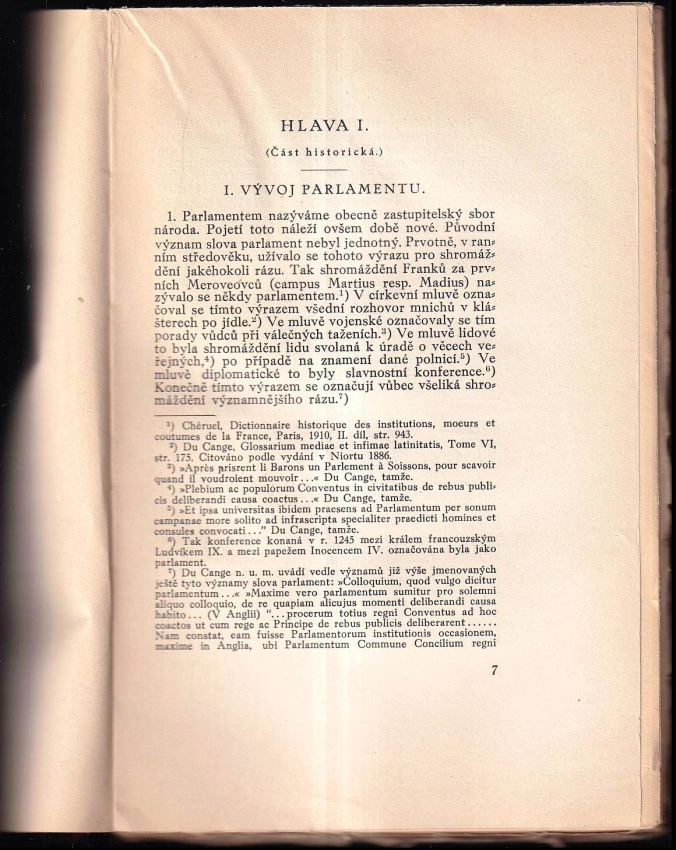 HLAVA I.
(Část historická.)
I. VÝVOJ PARLAMENTU.
1. Parlamentem nazýváme obecně zastupitelský sbor
národa. Pojetí toto náleží ovšem době nové. Původní
význam slova parlament nebyl jednotný. Prvotně, v ran-
ním středověku, užívalo se tohoto výrazu pro shromáž-
dění jakéhokoli rázu. Tak shromáždění Franků za prv-
ních Meroveovců (campus Martius resp. Madius) na-
zývalo se někdy parlamentem.¹) V církevní mluvě ozna-
čoval se tímto výrazem všední rozhovor mnichů v klá-
šterech po jídle.²) Ve mluvě vojenské označovaly se tím
porady vůdců při válečných taženích.³) Ve mluvě lidové
to byla shromáždění lidu svolaná k úradě o věcech ve-
řejných,⁴) po případě na znamení dané polnicí.⁵) Ve
mluvě diplomatické to byly slavnostní konference.⁶)
Konečně tímto výrazem se označují vůbec všeliká shro-
máždění významnějšího rázu.⁷)
¹) Chéruel, Dictionnaire historique des institutions, moeurs et
coutumes de la France, Paris, 1910, II. díl, str. 943.
²) Du Cange, Glossarium mediae et infimae latinitatis, Tome VI,
str. 175. Citováno podle vydání v Niortu 1886.
³) »Après prisrent li Barons un Parlement à Soissons, pour scavoir
quand il voudroient mouvoir...« Du Cange, tamže.
⁴) »Plebium ac populorum Conventus in civitatibus de rebus publi-
cis deliberandi causa coactus...« Du Cange, tamže.
⁵) »Et ipsa universitas ibidem praesens ad Parlamentum per sonum
campanae more solito ad infrascripta specialiter praedicti homines et
consules convocati...” Du Cange, tamže.
⁶) Tak konference konaná v r. 1245 mezi králem francouzským
Ludvíkem IX. a mezi papežem Inocencem IV. označována byla jako
parlament.
⁷) Du Cange n. u. m. uvádí vedle významů již výše jmenovaných
ještě tyto významy slova parlament: »Colloquium, quod vulgo dicitur
parlamentum...« »Maxime vero parlamentum sumitur pro solemni
aliquo colloquio, de re quapiam alicujus momenti deliberandi causa
habito... (V Anglii) “...procerum totius regni Conventus ad hoc
coactos ut cum rege ac Principe de rebus publicis deliberarent......
Nam constat, eam fuisse Parlamentorum institutionis occasionem,
maxime in Anglia, ubi Parlamentum Commune Concilium regni
7